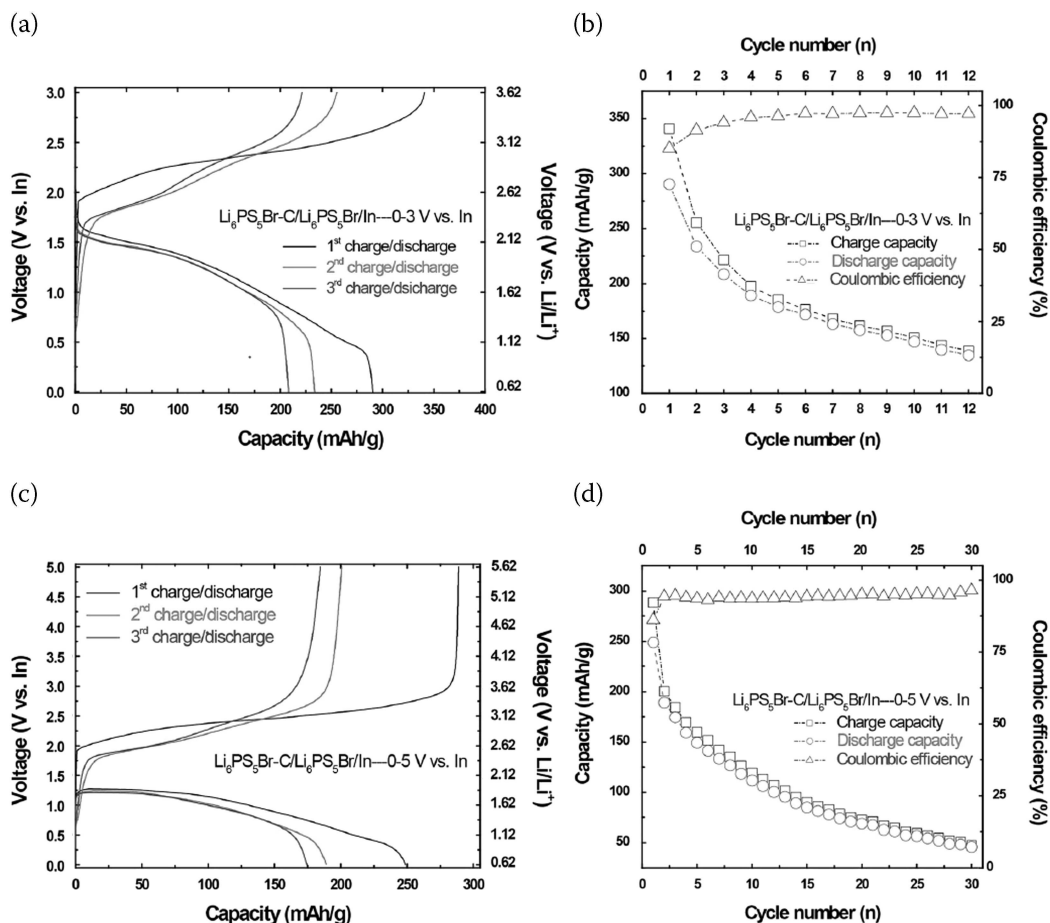 (a)
3.0
2.5
2.0
1.5
1.0
0.5
0.0
Voltage (V vs. In)
3.62
3.12
2.62
2.12
1.62
1.12
0.62
Voltage (V vs. Li/Li⁺)
Li₆PS₅Br-C/Li₆PS₅Br/In---0-3 V vs. In
1ˢᵗ charge/discharge
2ⁿᵈ charge/discharge
3ʳᵈ charge/dsicharge
0 50 100 150 200 250 300 350 400
Capacity (mAh/g)
(b)
Cycle number (n)
0 1 2 3 4 5 6 7 8 9 10 11 12
350
300
250
200
150
100
Capacity (mAh/g)
100
75
50
25
0
Coulombic efficiency (%)
Li₆PS₅Br-C/Li₆PS₅Br/In---0-3 V vs. In
Charge capacity
Discharge capacity
Coulombic efficiency
0 1 2 3 4 5 6 7 8 9 10 11 12
Cycle number (n)
(c)
5.0
4.5
4.0
3.5
3.0
2.5
2.0
1.5
1.0
0.5
0.0
Voltage (V vs. In)
5.62
5.12
4.62
4.12
3.62
3.12
2.62
2.12
1.62
1.12
0.62
Voltage (V vs. Li/Li⁺)
1ˢᵗ charge/discharge
2ⁿᵈ charge/discharge
3ʳᵈ charge/discharge
Li₆PS₅Br-C/Li₆PS₅Br/In---0-5 V vs. In
0 50 100 150 200 250 300
Capacity (mAh/g)
(d)
Cycle number (n)
0 5 10 15 20 25 30
300
250
200
150
100
50
Capacity (mAh/g)
100
75
50
25
0
Coulombic efficiency (%)
Li₆PS₅Br-C/Li₆PS₅Br/In---0-5 V vs. In
Charge capacity
Discharge capacity
Coulombic efficiency
0 5 10 15 20 25 30
Cycle number (n)